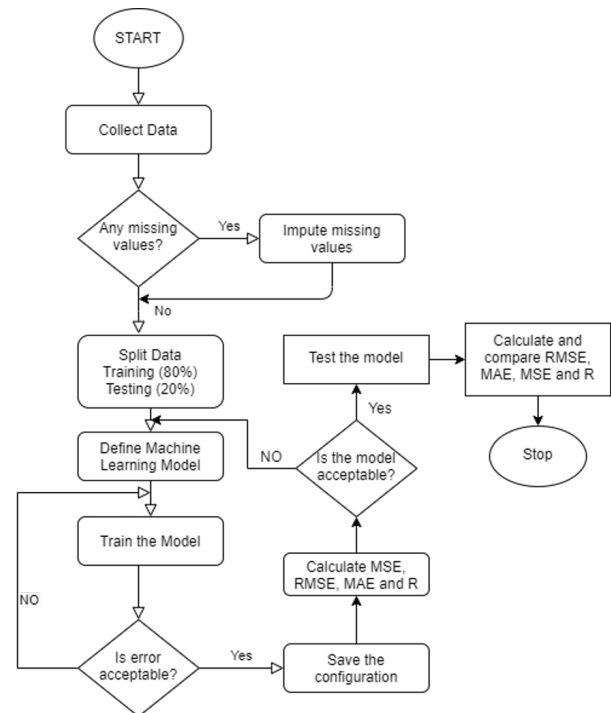 START
Collect Data
Any missing
values?
Yes
Impute missing
values
No
Split Data
Training (80%)
Testing (20%)
Test the model
Calculate and
compare RMSE,
MAE, MSE and R
Yes
Stop
Define Machine
Learning Model
NO
Is the model
acceptable?
Train the Model
Calculate MSE,
RMSE, MAE and R
NO
Is error
acceptable?
Yes
Save the
configuration